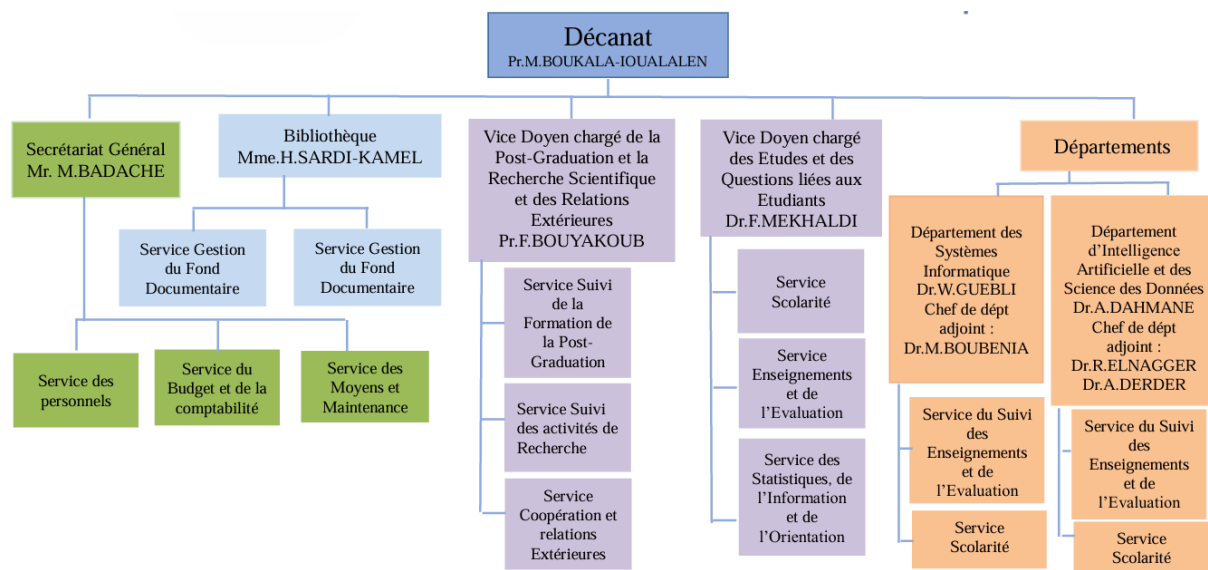 Décanat
Pr.M.BOUKALA-IOUALALEN
Secrétariat Général
Mr. M.BADACHE
Bibliothèque
Mme.H.SARDI-KAMEL
Vice Doyen chargé de la
Post-Graduation et la
Recherche Scientifique
et des Relations
Extérieures
Pr.F.BOUYAKOUB
Vice Doyen chargé
des Etudes et des
Questions liées aux
Etudiants
Dr.F.MEKHALDI
Départements
Service Gestion
du Fond
Documentaire
Service Gestion
du Fond
Documentaire
Service des
personnels
Service du
Budget et de la
comptabilité
Service des
Moyens et
Maintenance
Service Suivi
de la
Formation de
la Post-
Graduation
Service Suivi
des activités de
Recherche
Service
Coopération et
relations
Extérieures
Service
Scolarité
Service
Enseignements
et de
l’Evaluation
Service des
Statistiques, de
l’Information
et de
l’Orientation
Département des
Systèmes
Informatique
Dr.W.GUEBLI
Chef de dépt
adjoint :
Dr.M.BOUBENIA
Service du Suivi
des
Enseignements
et de
l’Evaluation
Service
Scolarité
Département
d’Intelligence
Artificielle et des
Science des Données
Dr.A.DAHMANE
Chef de dépt
adjoint :
Dr.R.ELNAGGER
Dr.A.DERDER
Service du Suivi
des
Enseignements
et de
l’Evaluation
Service
Scolarité